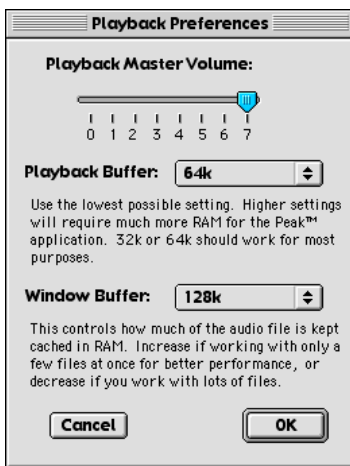 Playback Preferences
Playback Master Volume:
0 1 2 3 4 5 6 7
Playback Buffer: 64k
Use the lowest possible setting. Higher settings
will require much more RAM for the Peak™
application. 32k or 64k should work for most
purposes.
Window Buffer: 128k
This controls how much of the audio file is kept
cached in RAM. Increase if working with only a
few files at once for better performance, or
decrease if you work with lots of files.
Cancel OK